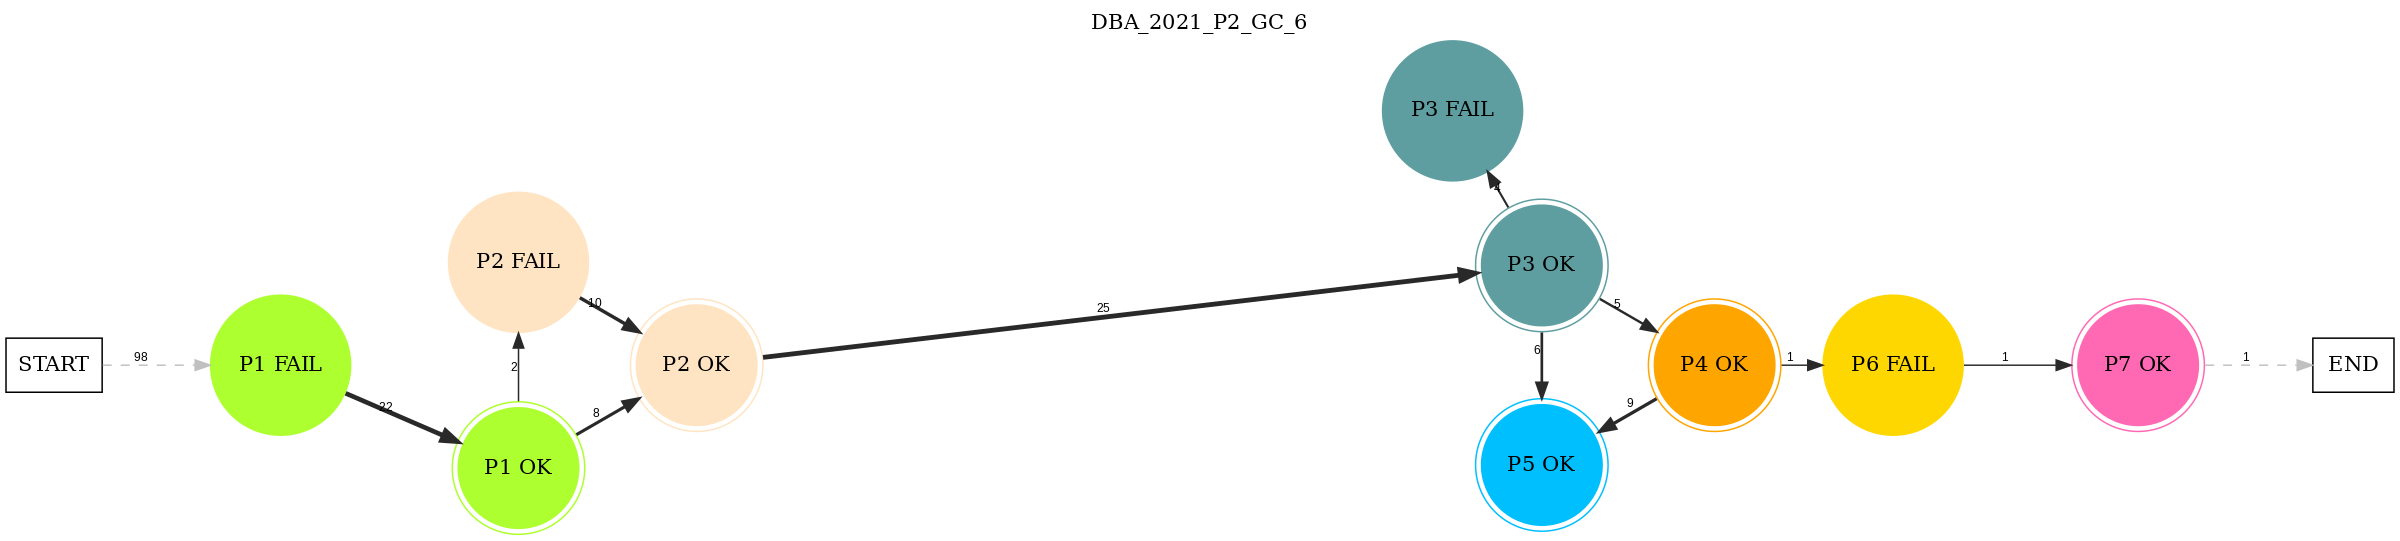 DBA_2021_P2_GC_6
START
98
P1 FAIL
22
P1 OK
2
P2 FAIL
10
8
P2 OK
25
P3 FAIL
4
P3 OK
5
6
P4 OK
9
P5 OK
1
P6 FAIL
1
P7 OK
1
END